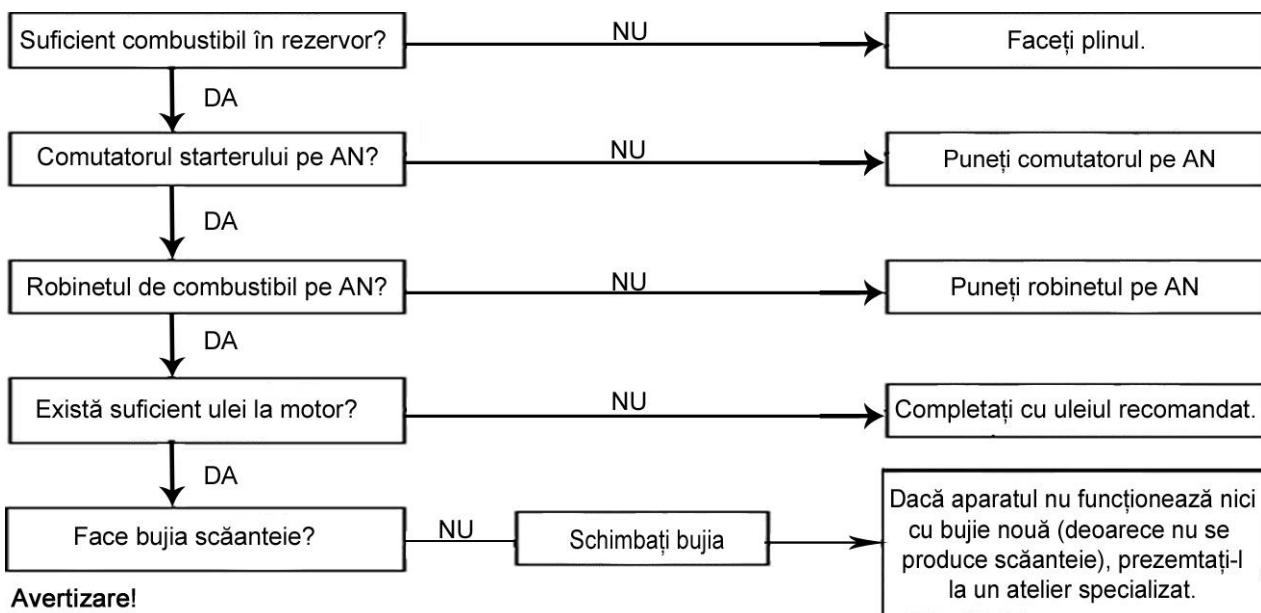 Suficient combustibil în rezervor?
NU
Faceți plinul.
DA
Comutatorul starterului pe AN?
NU
Puneți comutatorul pe AN
DA
Robinetul de combustibil pe AN?
NU
Puneți robinetul pe AN
DA
Există suficient ulei la motor?
NU
Completați cu uleiul recomandat.
DA
Face bujia scăanteie?
NU
Schimbați bujia
Dacă aparatul nu funcționează nici
cu bujie nouă (deoarece nu se
produce scăanteie), prezemtați-l
la un atelier specializat.
Avertizare!